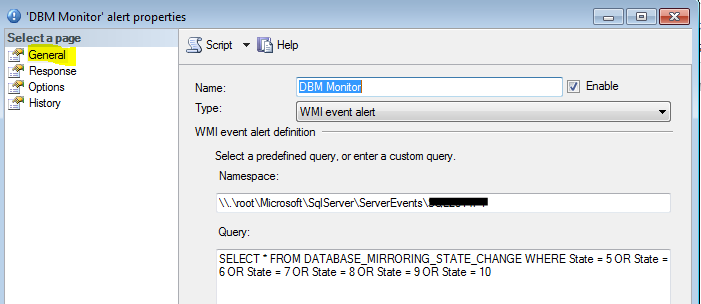 'DBM Monitor' alert properties
Select a page
General
Response
Options
History
Script
Help
Name:
DBM Monitor
Enable
Type:
WMI event alert
WMI event alert definition
Select a predefined query, or enter a custom query.
Namespace:
\\.\root\Microsoft\SqlServer\ServerEvents\
Query:
SELECT * FROM DATABASE_MIRRORING_STATE_CHANGE WHERE State = 5 OR State =
6 OR State = 7 OR State = 8 OR State = 9 OR State = 10